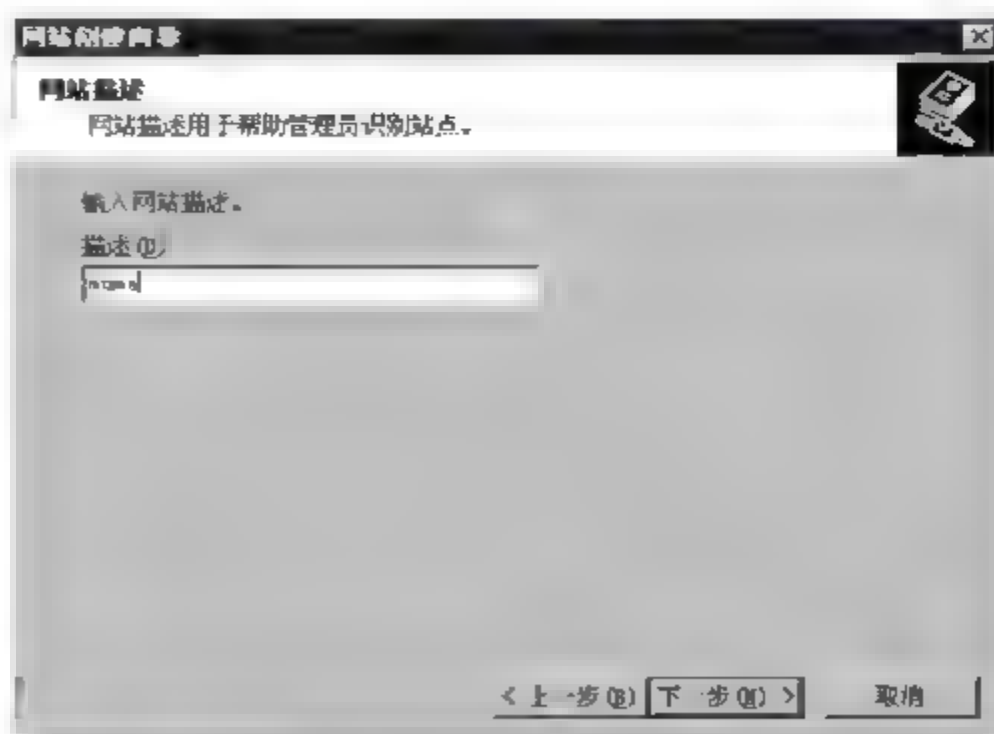 网站创建向导
网站描述
网站描述用于帮助管理员识别站点。
输入网站描述。
描述(D)
< 上一步(B)
下一步(N) >
取消